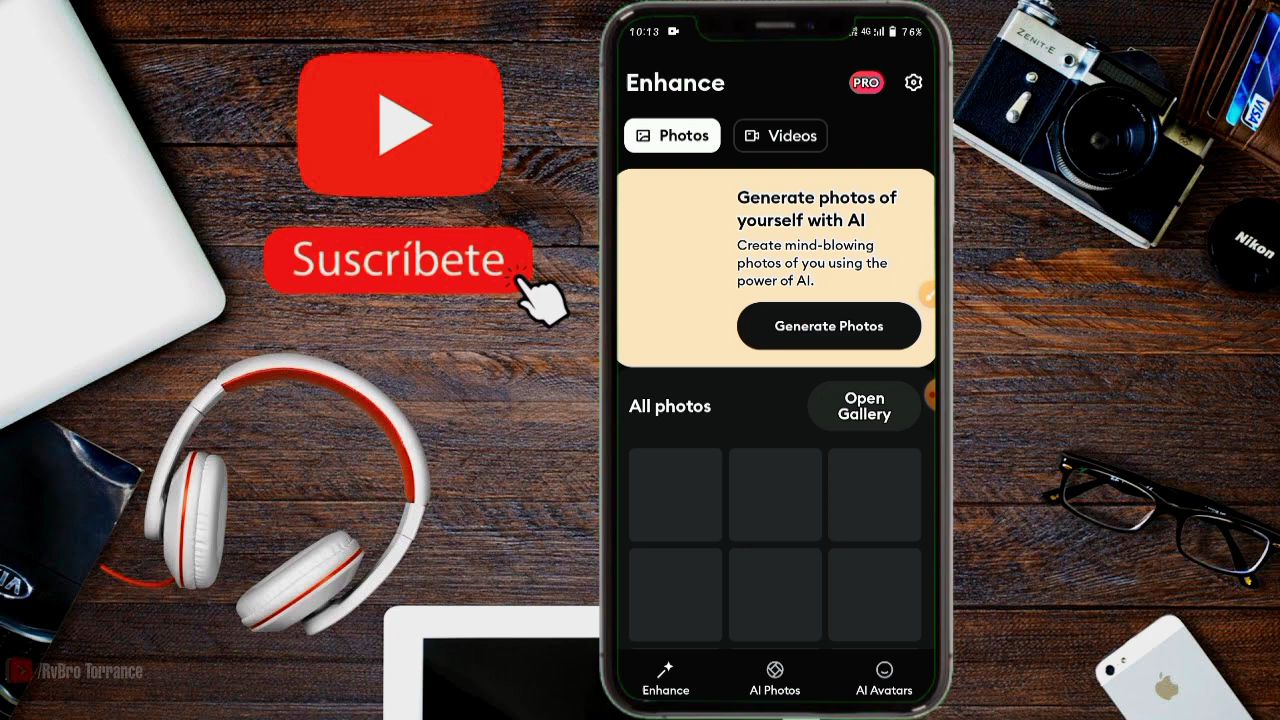 10:13
4G
76%
Enhance
PRO
Photos
Videos
Generate photos of
yourself with AI
Create mind-blowing
photos of you using the
power of AI.
Generate Photos
All photos
Open
Gallery
Enhance
AI Photos
AI Avatars
Suscríbete
ZENIT-E
VISA
Nikon
KIA
/RvBro Torrance